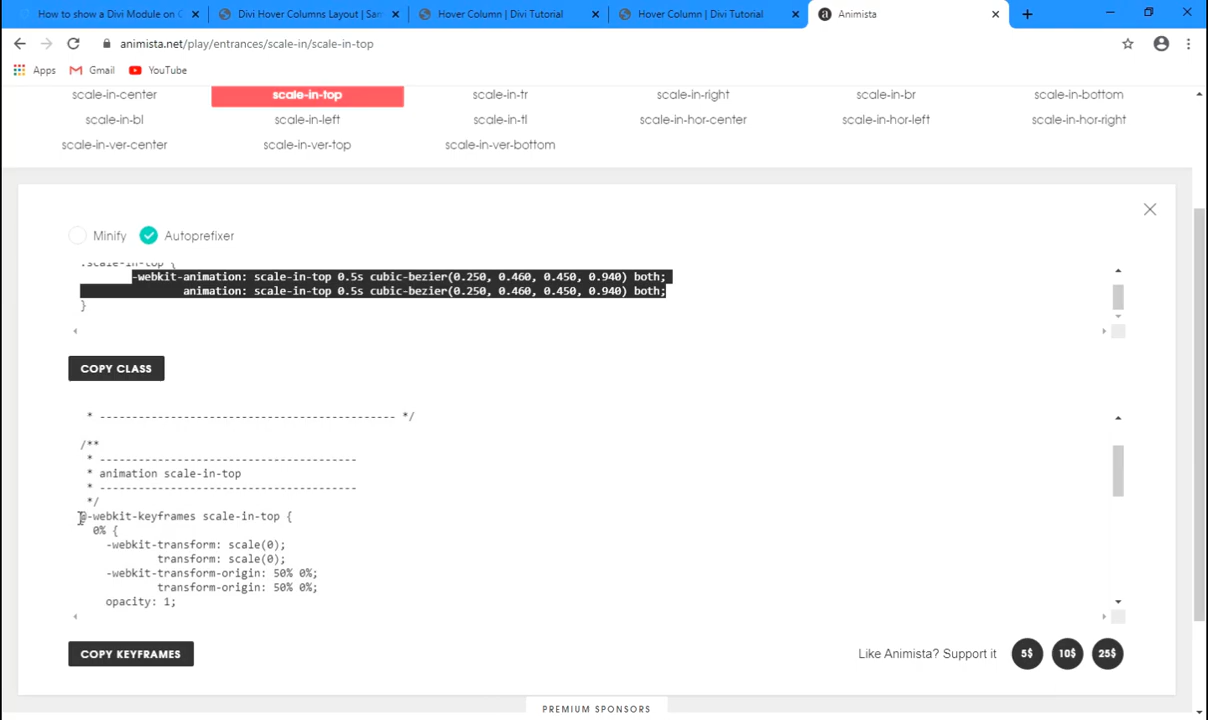 How to show a Divi Module on C
Divi Hover Columns Layout | Sam
Hover Column | Divi Tutorial
Hover Column | Divi Tutorial
Animista
animista.net/play/entrances/scale-in/scale-in-top
Apps Gmail YouTube
scale-in-center scale-in-top scale-in-tr scale-in-right scale-in-br scale-in-bottom
scale-in-bl scale-in-left scale-in-tl scale-in-hor-center scale-in-hor-left scale-in-hor-right
scale-in-ver-center scale-in-ver-top scale-in-ver-bottom
Minify Autoprefixer
.scale-in-top {
-webkit-animation: scale-in-top 0.5s cubic-bezier(0.250, 0.460, 0.450, 0.940) both;
animation: scale-in-top 0.5s cubic-bezier(0.250, 0.460, 0.450, 0.940) both;
}
COPY CLASS
* ---------------------------------------------- */
/**
* ----------------------------------------
* animation scale-in-top
* ----------------------------------------
*/
@-webkit-keyframes scale-in-top {
0% {
-webkit-transform: scale(0);
transform: scale(0);
-webkit-transform-origin: 50% 0%;
transform-origin: 50% 0%;
opacity: 1;
COPY KEYFRAMES
Like Animista? Support it 5$ 10$ 25$
PREMIUM SPONSORS